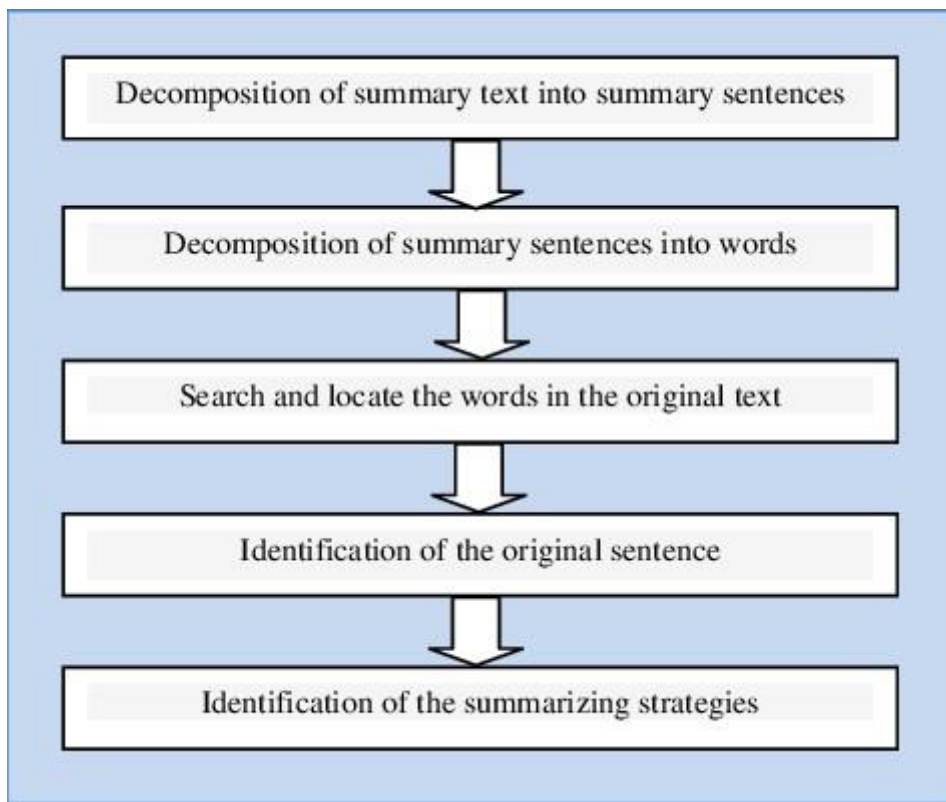 Decomposition of summary text into summary sentences
Decomposition of summary sentences into words
Search and locate the words in the original text
Identification of the original sentence
Identification of the summarizing strategies